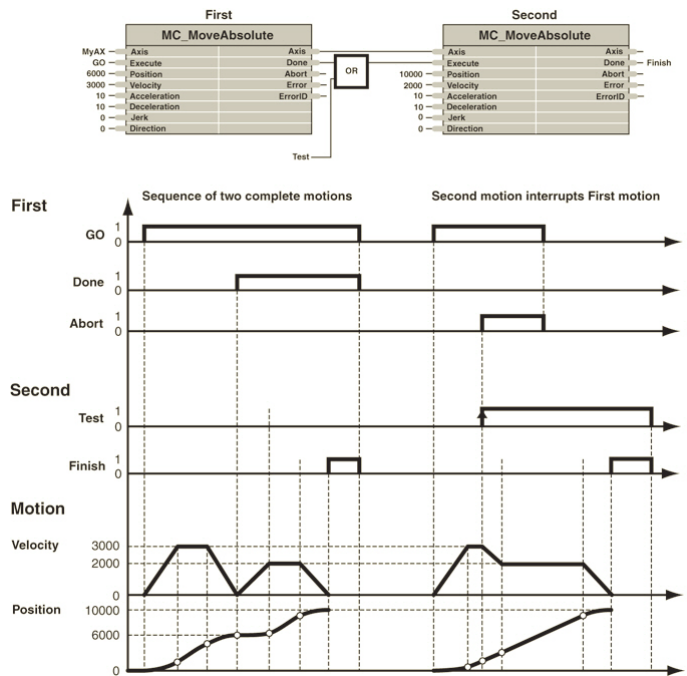 First
Second
MC_MoveAbsolute
MC_MoveAbsolute
MyAX Axis Axis
GO Execute Done
6000 Position Abort
3000 Velocity Error
10 Acceleration ErrorID
10 Deceleration
0 Jerk
0 Direction
OR
Test
Axis Axis
Execute Done Finish
10000 Position Abort
2000 Velocity Error
10 Acceleration ErrorID
10 Deceleration
0 Jerk
0 Direction
Sequence of two complete motions
Second motion interrupts First motion
First
GO 1
0
Done 1
0
Abort 1
0
Second
Test 1
0
Finish 1
0
Motion
Velocity 3000
2000
0
Position 10000
6000
0